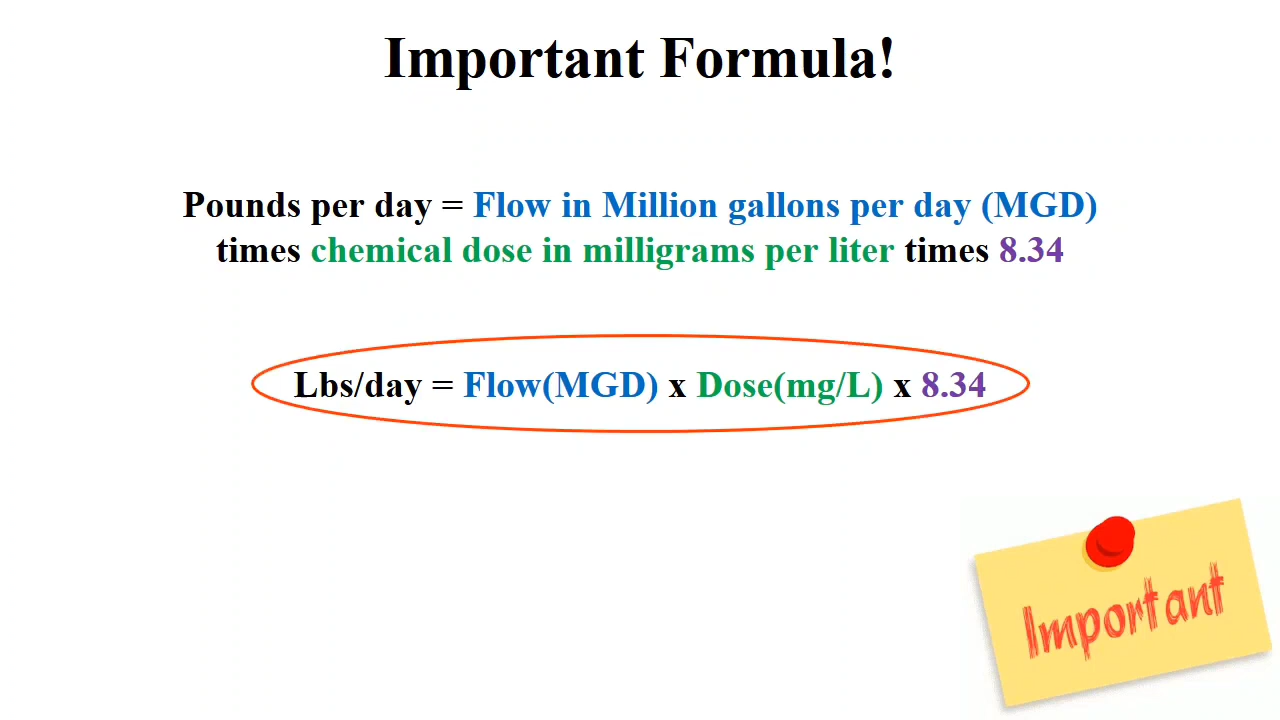 Important Formula!
Pounds per day = Flow in Million gallons per day (MGD)
times chemical dose in milligrams per liter times 8.34
Lbs/day = Flow(MGD) x Dose(mg/L) x 8.34
Important